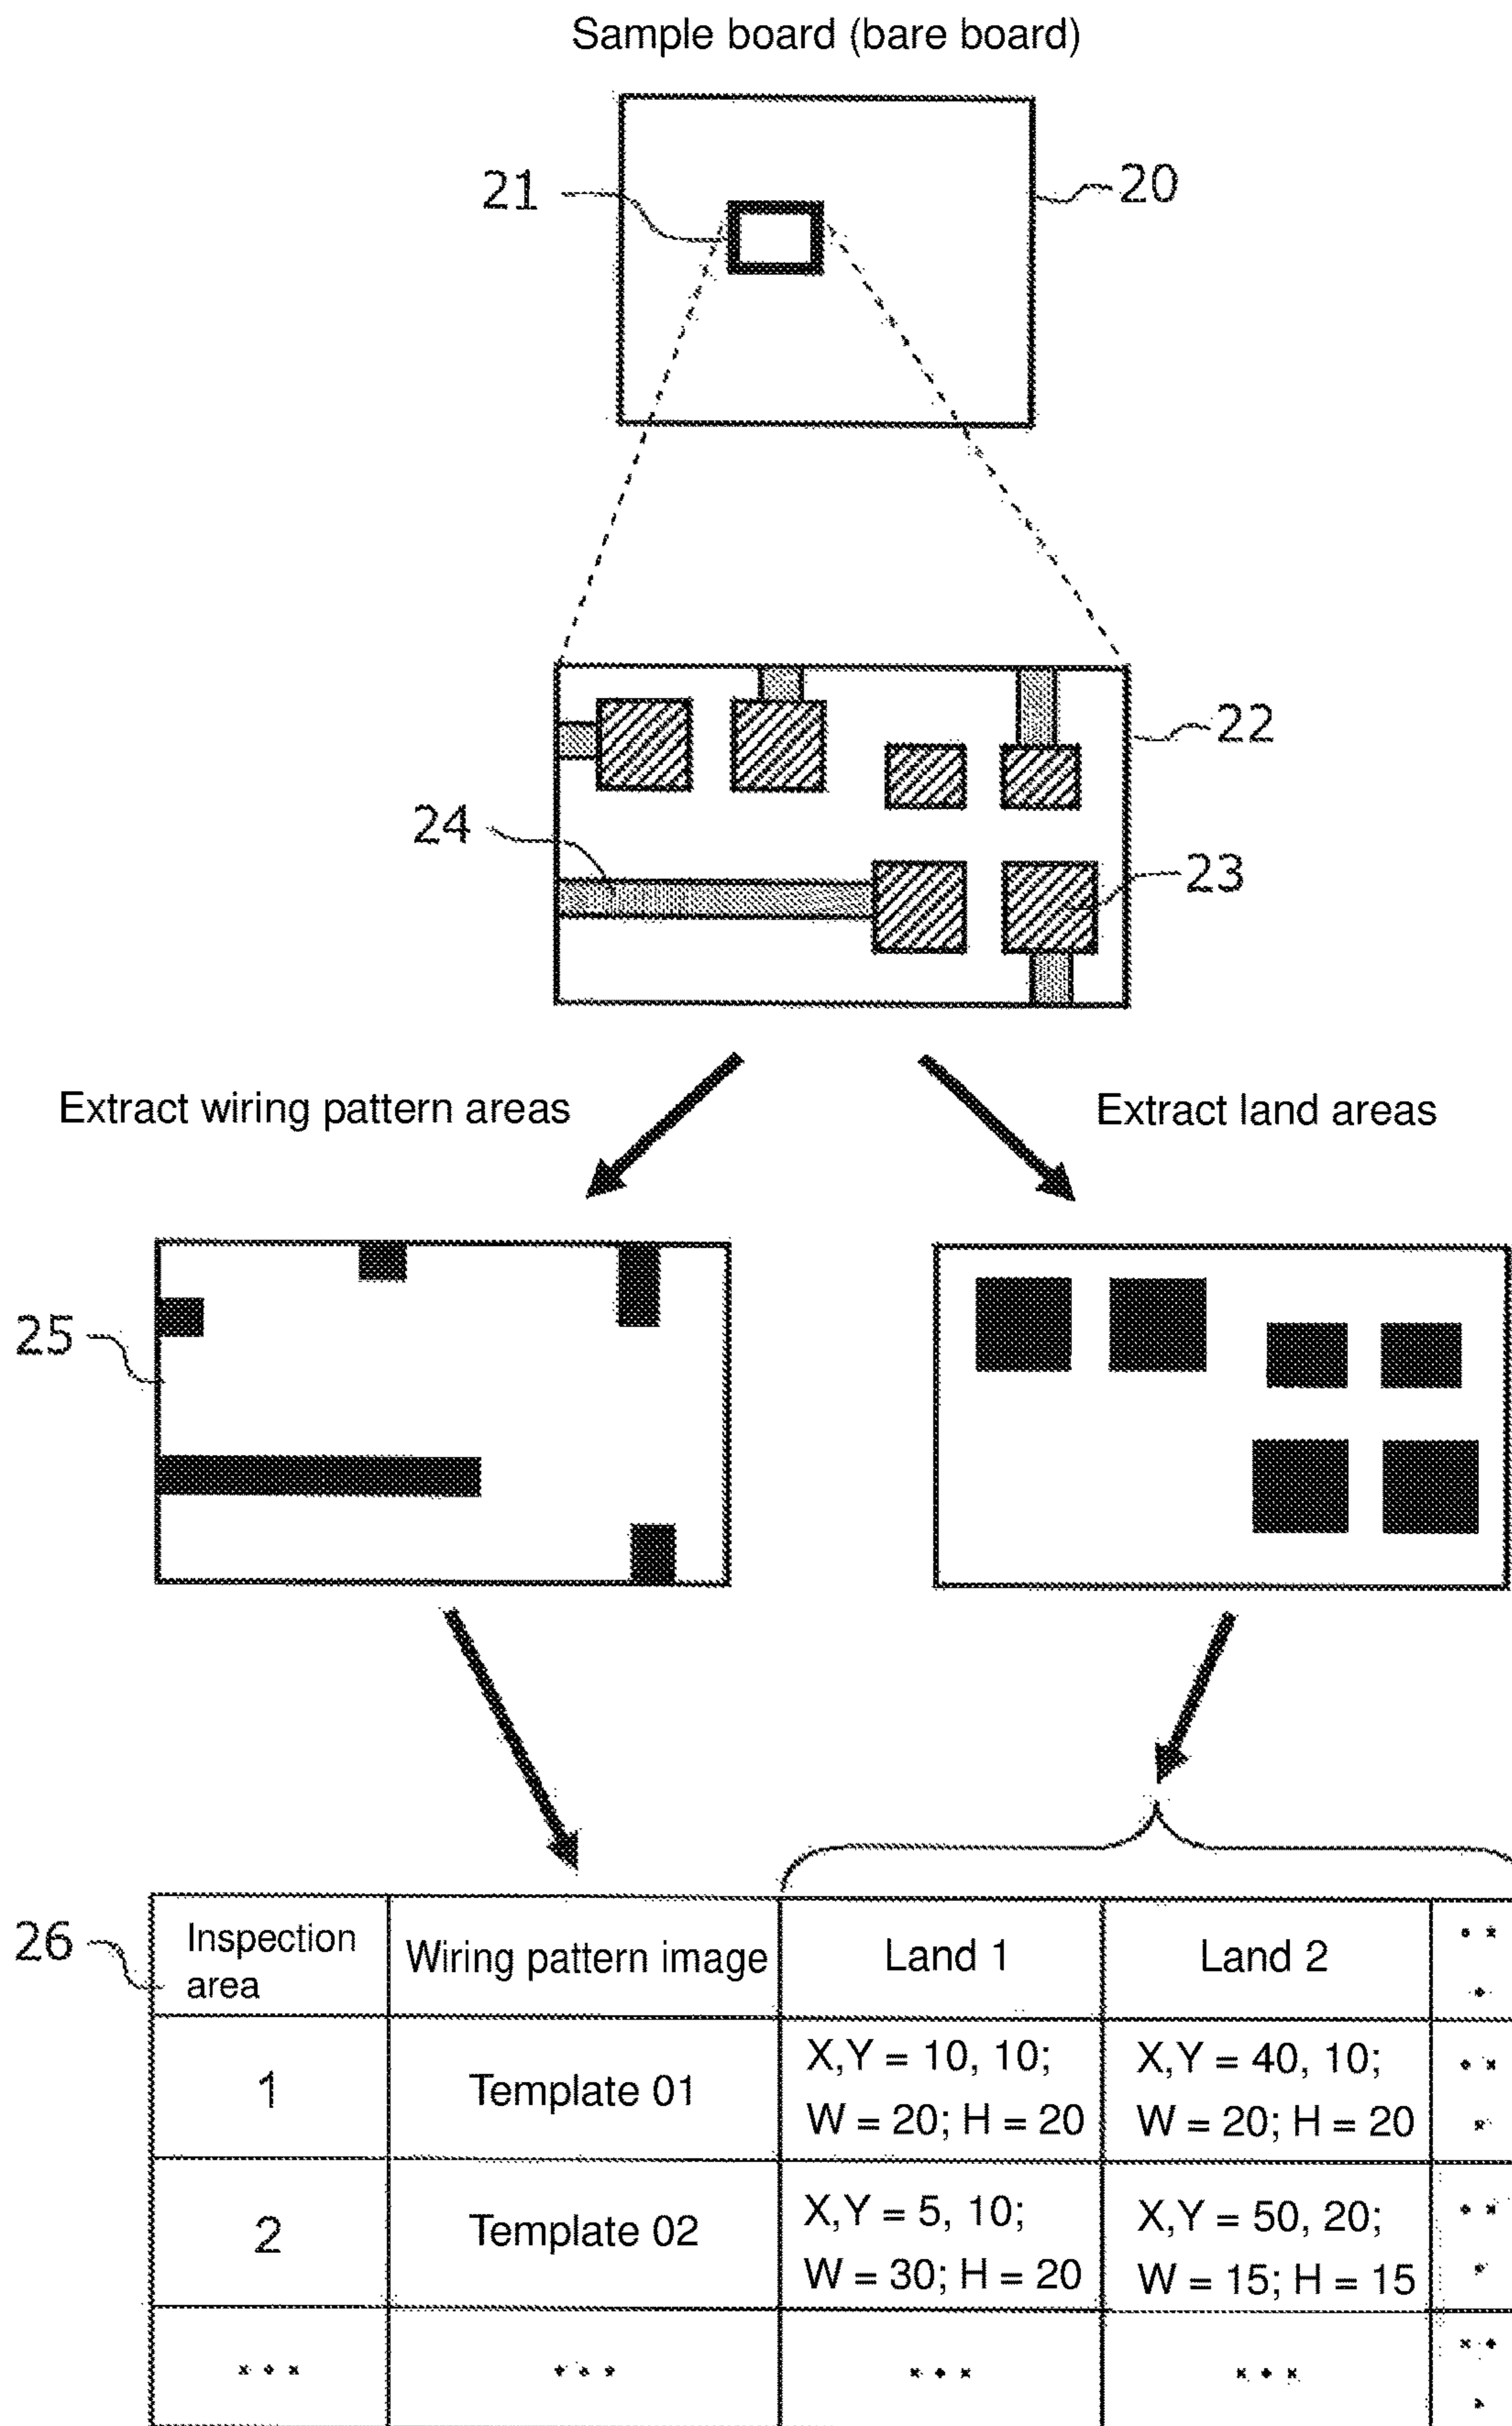 Sample board (bare board)
21
20
22
24
23
Extract wiring pattern areas
Extract land areas
25
26
Inspection area
Wiring pattern image
Land 1
Land 2
...
1
Template 01
X,Y = 10, 10;
W = 20; H = 20
X,Y = 40, 10;
W = 20; H = 20
...
2
Template 02
X,Y = 5, 10;
W = 30; H = 20
X,Y = 50, 20;
W = 15; H = 15
...
...
...
...
...
...